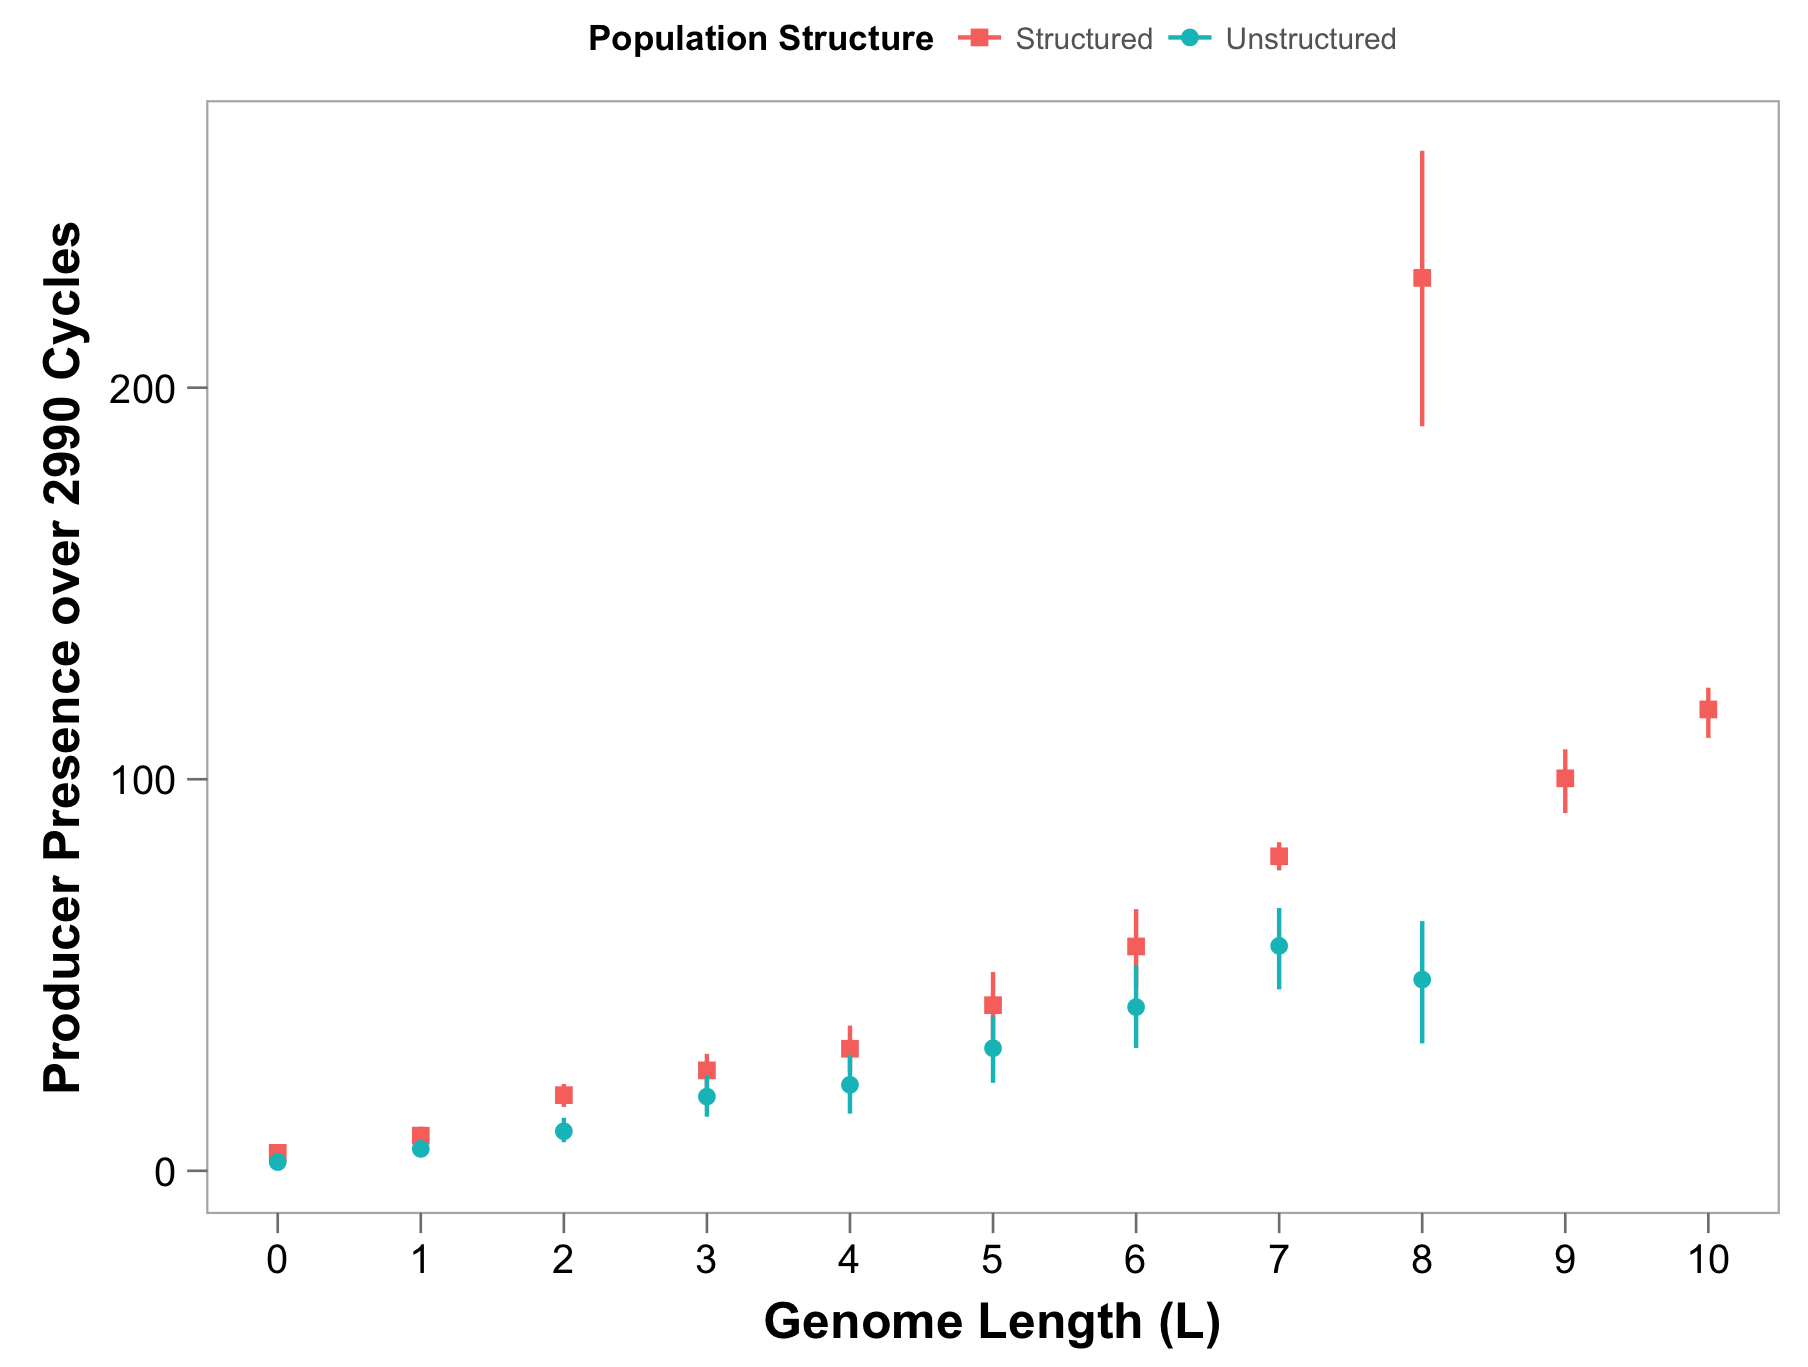 Population Structure Structured Unstructured
Producer Presence over 2990 Cycles
200
100
0
0 1 2 3 4 5 6 7 8 9 10
Genome Length (L)